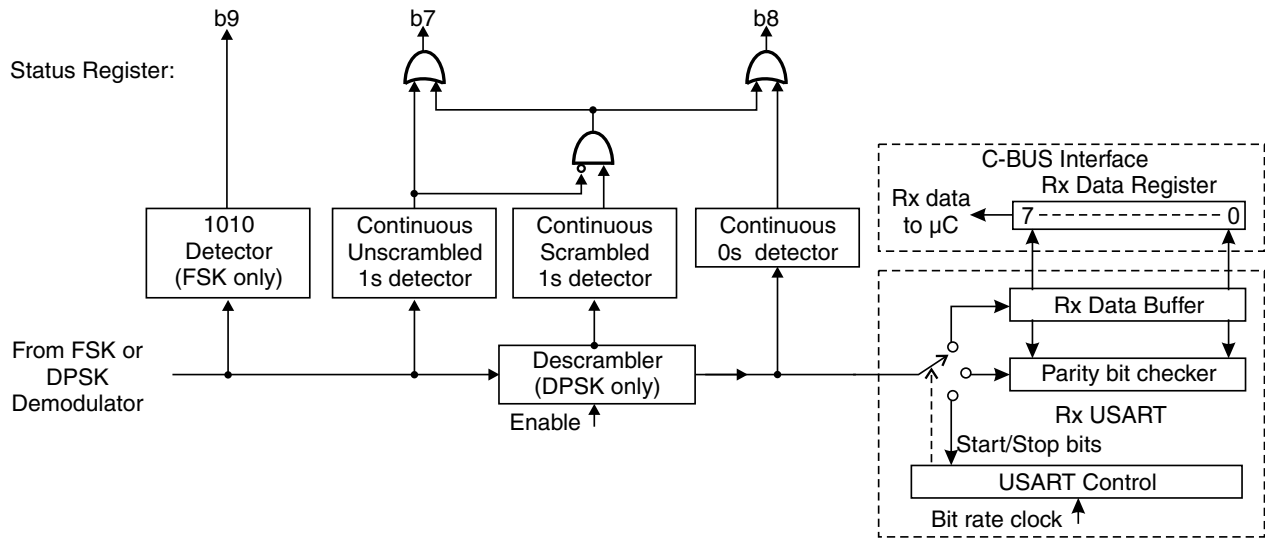 b9
b7
b8
Status Register:
1010
Detector
(FSK only)
Continuous
Unscrambled
1s detector
Continuous
Scrambled
1s detector
Continuous
0s detector
From FSK or
DPSK
Demodulator
Descrambler
(DPSK only)
Enable
C-BUS Interface
Rx Data Register
Rx data
to µC
7
0
Rx Data Buffer
Parity bit checker
Rx USART
Start/Stop bits
USART Control
Bit rate clock